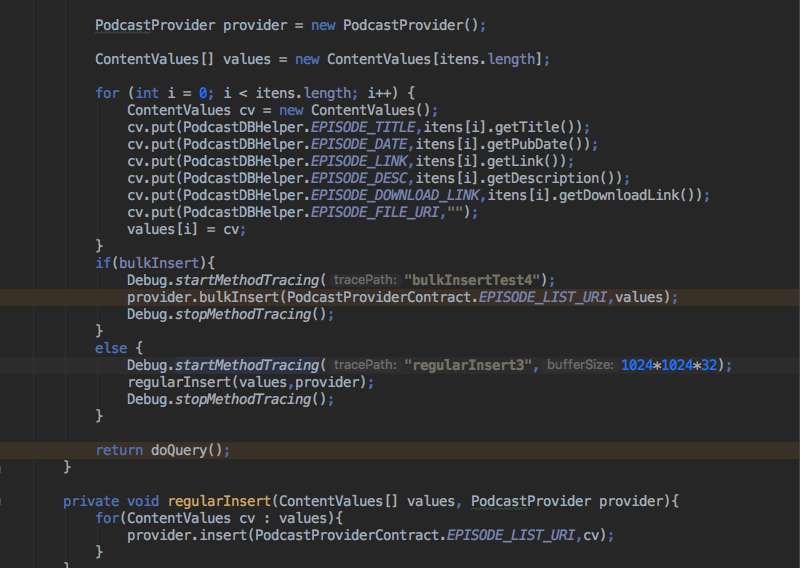 PodcastProvider provider = new PodcastProvider();
ContentValues[] values = new ContentValues[itens.length];
for (int i = 0; i < itens.length; i++) {
ContentValues cv = new ContentValues();
cv.put(PodcastDBHelper.EPISODE_TITLE,itens[i].getTitle());
cv.put(PodcastDBHelper.EPISODE_DATE,itens[i].getPubDate());
cv.put(PodcastDBHelper.EPISODE_LINK,itens[i].getLink());
cv.put(PodcastDBHelper.EPISODE_DESC,itens[i].getDescription());
cv.put(PodcastDBHelper.EPISODE_DOWNLOAD_LINK,itens[i].getDownloadLink());
cv.put(PodcastDBHelper.EPISODE_FILE_URI,"");
values[i] = cv;
}
if(bulkInsert){
Debug.startMethodTracing( tracePath: "bulkInsertTest4");
provider.bulkInsert(PodcastProviderContract.EPISODE_LIST_URI,values);
Debug.stopMethodTracing();
}
else {
Debug.startMethodTracing( tracePath: "regularInsert3", bufferSize: 1024*1024*32);
regularInsert(values,provider);
Debug.stopMethodTracing();
}
return doQuery();
}
private void regularInsert(ContentValues[] values, PodcastProvider provider){
for(ContentValues cv : values){
provider.insert(PodcastProviderContract.EPISODE_LIST_URI,cv);
}
}